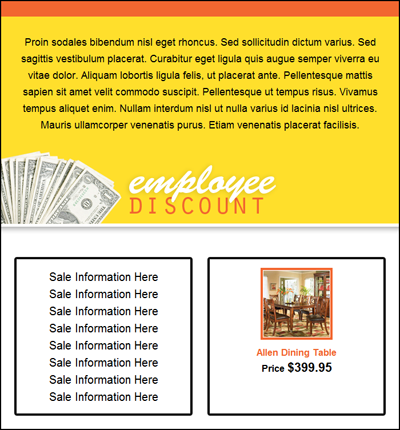 Proin sodales bibendum nisl eget rhoncus. Sed sollicitudin dictum varius. Sed
sagittis vestibulum placerat. Curabitur eget ligula quis augue semper viverra eu
vitae dolor. Aliquam lobortis ligula felis, ut placerat ante. Pellentesque mattis
sapien sit amet velit commodo suscipit. Pellentesque ut tempus risus. Vivamus
tempus aliquet enim. Nullam interdum nisl ut nulla varius id lacinia nisl ultrices.
Mauris ullamcorper venenatis purus. Etiam venenatis placerat facilisis.
employee
DISCOUNT
Sale Information Here
Sale Information Here
Sale Information Here
Sale Information Here
Sale Information Here
Sale Information Here
Sale Information Here
Sale Information Here
Allen Dining Table
Price $399.95